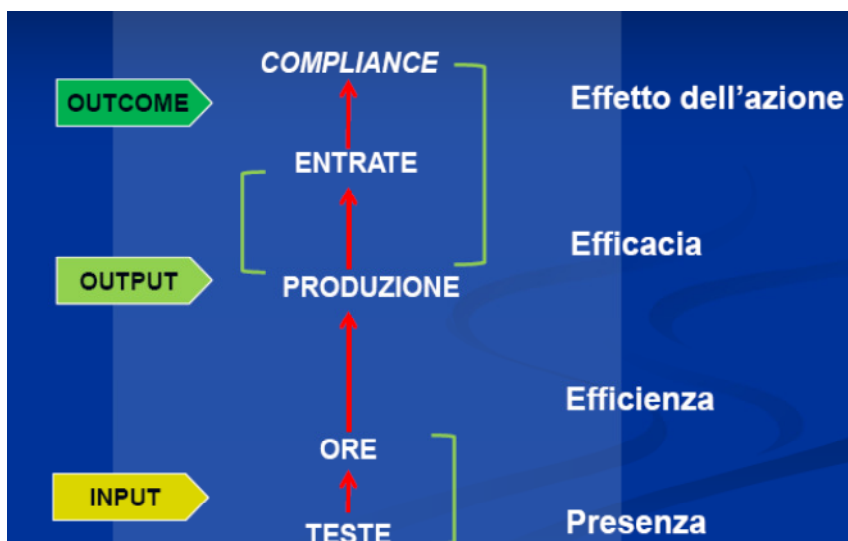 COMPLIANCE
OUTCOME
Effetto dell'azione
ENTRATE
Efficacia
OUTPUT
PRODUZIONE
Efficienza
ORE
INPUT
TESTE
Presenza